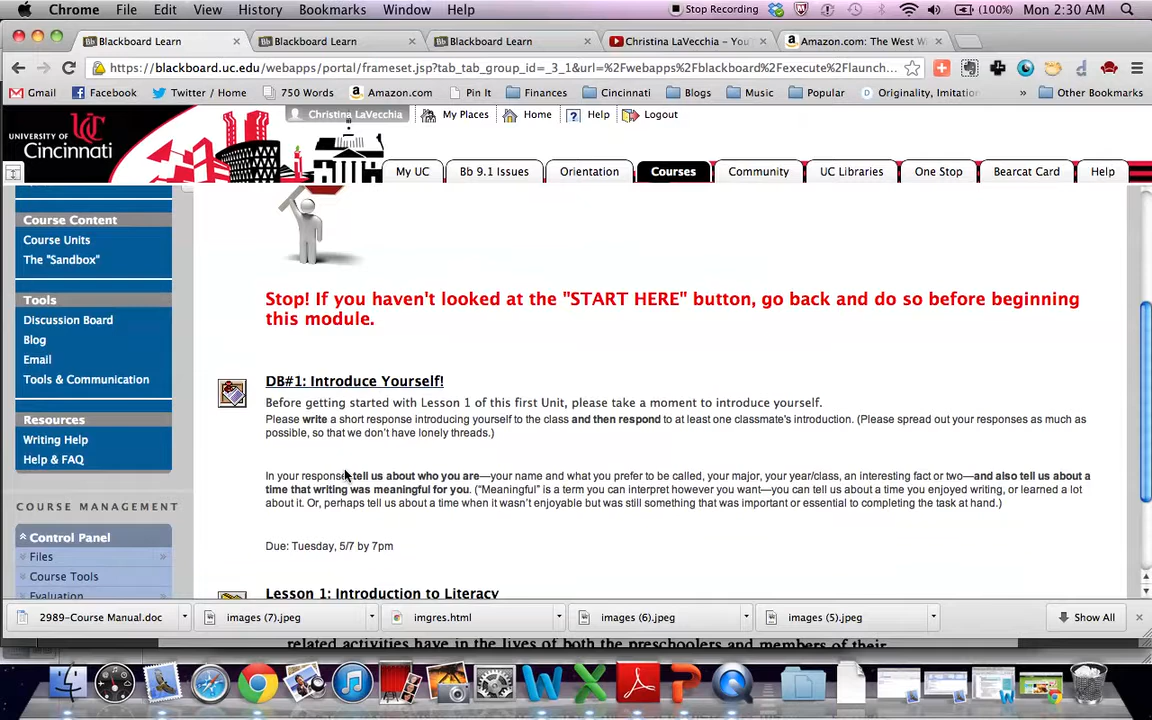 Chrome File Edit View History Bookmarks Window Help Stop Recording (100%) Mon 2:30 AM
Blackboard Learn Blackboard Learn Blackboard Learn Christina LaVecchia – You Amazon.com: The West W
https://blackboard.uc.edu/webapps/portal/frameset.jsp?tab_tab_group_id=_3_1&url=%2Fwebapps%2Fblackboard%2Fexecute%2Flaunch...
Gmail Facebook Twitter / Home 750 Words Amazon.com Pin It Finances Cincinnati Blogs Music Popular Originality, Imitation » Other Bookmarks
Christina LaVecchia My Places Home Help Logout
UNIVERSITY OF
Cincinnati
My UC Bb 9.1 Issues Orientation Courses Community UC Libraries One Stop Bearcat Card Help
Course Content
Course Units
The "Sandbox"
Tools
Discussion Board
Blog
Email
Tools & Communication
Resources
Writing Help
Help & FAQ
COURSE MANAGEMENT
Control Panel
Files
Course Tools
Evaluation
Stop! If you haven't looked at the "START HERE" button, go back and do so before beginning
this module.
DB#1: Introduce Yourself!
Before getting started with Lesson 1 of this first Unit, please take a moment to introduce yourself.
Please write a short response introducing yourself to the class and then respond to at least one classmate's introduction. (Please spread out your responses as much as
possible, so that we don't have lonely threads.)
In your response tell us about who you are—your name and what you prefer to be called, your major, your year/class, an interesting fact or two—and also tell us about a
time that writing was meaningful for you. ("Meaningful" is a term you can interpret however you want—you can tell us about a time you enjoyed writing, or learned a lot
about it. Or, perhaps tell us about a time when it wasn't enjoyable but was still something that was important or essential to completing the task at hand.)
Due: Tuesday, 5/7 by 7pm
Lesson 1: Introduction to Literacy
2989-Course Manual.doc images (7).jpeg imgres.html images (6).jpeg images (5).jpeg Show All
related activities have in the lives of both the preschoolers and members of their